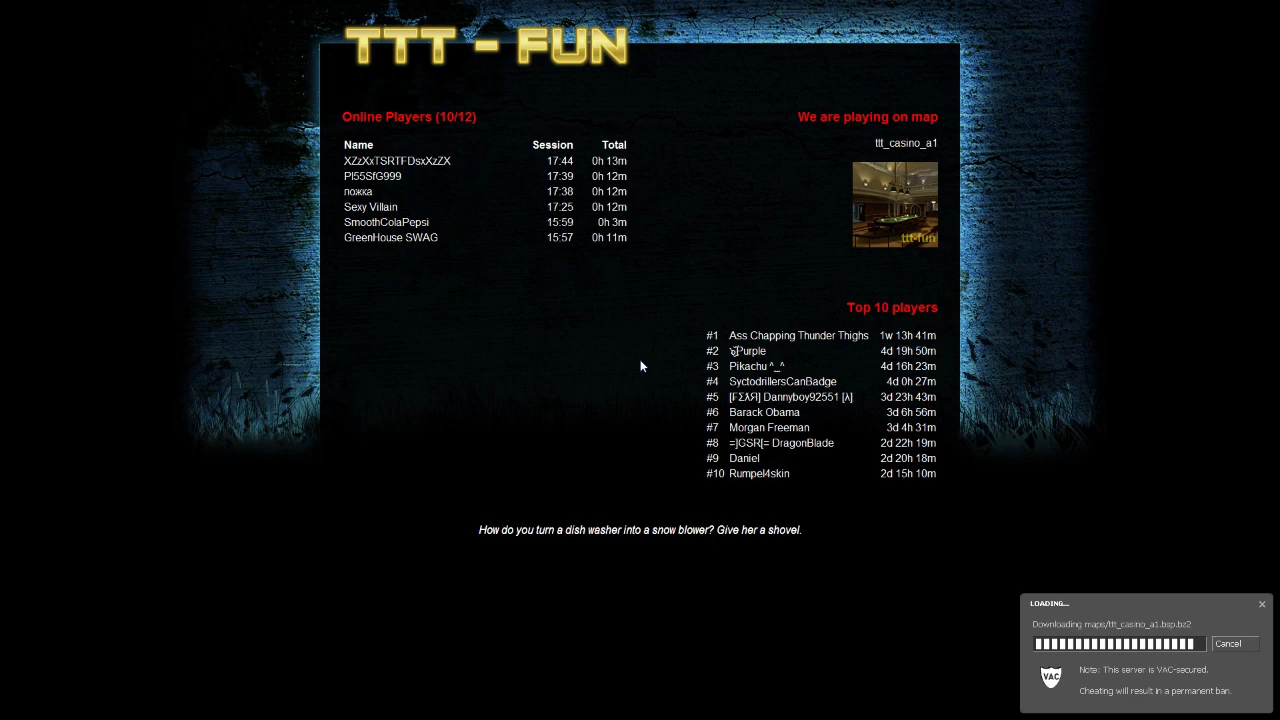 TTT - FUN
Online Players (10/12)
Name Session Total
XZzXxTSRTFDsxXzZX 17:44 0h 13m
Pl55SfG999 17:39 0h 12m
ложка 17:38 0h 12m
Sexy Villain 17:25 0h 12m
SmoothColaPepsi 15:59 0h 3m
GreenHouse SWAG 15:57 0h 11m
We are playing on map
ttt_casino_a1
ttt-fun
Top 10 players
#1 Ass Chapping Thunder Thighs 1w 13h 41m
#2 Purple 4d 19h 50m
#3 Pikachu ^_^ 4d 16h 23m
#4 SyctodrillersCanBadge 4d 0h 27m
#5 [FΣλЯ] Dannyboy92551 [λ] 3d 23h 43m
#6 Barack Obama 3d 6h 56m
#7 Morgan Freeman 3d 4h 31m
#8 =]GSR[= DragonBlade 2d 22h 19m
#9 Daniel 2d 20h 18m
#10 Rumpel4skin 2d 15h 10m
How do you turn a dish washer into a snow blower? Give her a shovel.
LOADING...
Downloading maps/ttt_casino_a1.bsp.bz2
Cancel
VAC
Note: This server is VAC-secured.
Cheating will result in a permanent ban.